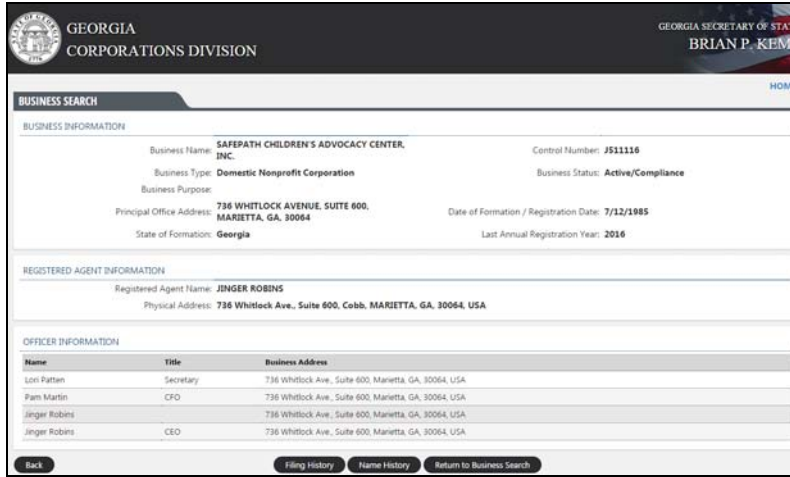 GEORGIA
CORPORATIONS DIVISION
GEORGIA SECRETARY OF STA
BRIAN P. KEM
HOM
BUSINESS SEARCH
BUSINESS INFORMATION
Business Name: SAFEPATH CHILDREN'S ADVOCACY CENTER, INC. Control Number: J511116
Business Type: Domestic Nonprofit Corporation Business Status: Active/Compliance
Business Purpose:
Principal Office Address: 736 WHITLOCK AVENUE, SUITE 600, MARIETTA, GA, 30064 Date of Formation / Registration Date: 7/12/1985
State of Formation: Georgia Last Annual Registration Year: 2016
REGISTERED AGENT INFORMATION
Registered Agent Name: JINGER ROBINS
Physical Address: 736 Whitlock Ave., Suite 600, Cobb, MARIETTA, GA, 30064, USA
OFFICER INFORMATION
Name Title Business Address
Lori Patten Secretary 736 Whitlock Ave., Suite 600, Marietta, GA, 30064, USA
Pam Martin CFO 736 Whitlock Ave., Suite 600, Marietta, GA, 30064, USA
Jinger Robins 736 Whitlock Ave., Suite 600, Marietta, GA, 30064, USA
Jinger Robins CEO 736 Whitlock Ave., Suite 600, Marietta, GA, 30064, USA
Back Filing History Name History Return to Business Search